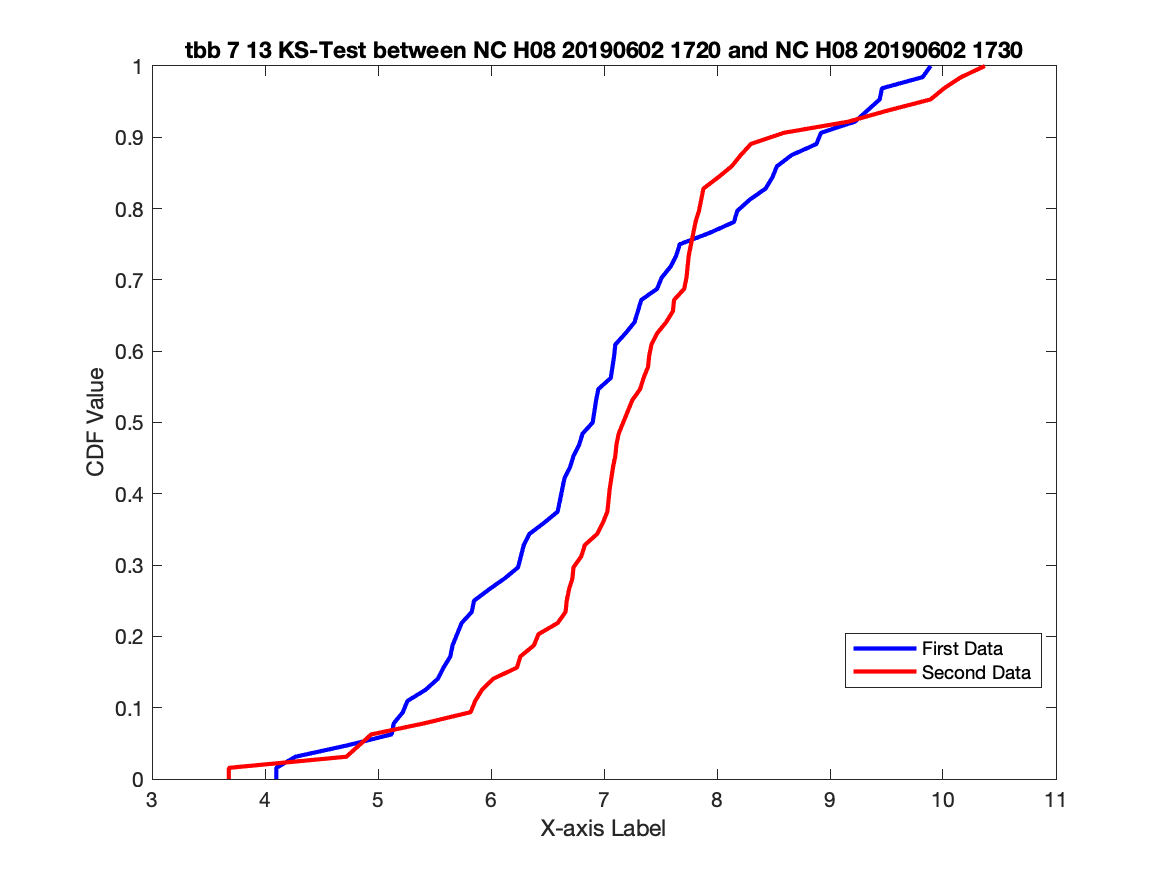 tbb 7 13 KS-Test between NC H08 20190602 1720 and NC H08 20190602 1730
1
0.9
0.8
0.7
0.6
0.5
0.4
0.3
0.2
0.1
0
CDF Value
First Data
Second Data
3 4 5 6 7 8 9 10 11
X-axis Label